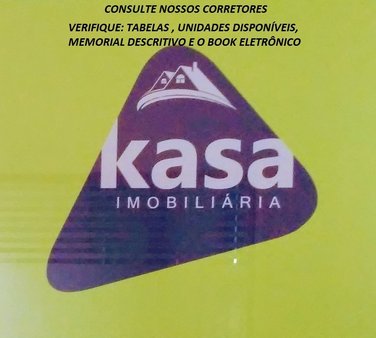 CONSULTE NOSSOS CORRETORES
VERIFIQUE: TABELAS , UNIDADES DISPONÍVEIS,
MEMORIAL DESCRITIVO E O BOOK ELETRÔNICO
kasa
IMOBILIÁRIA